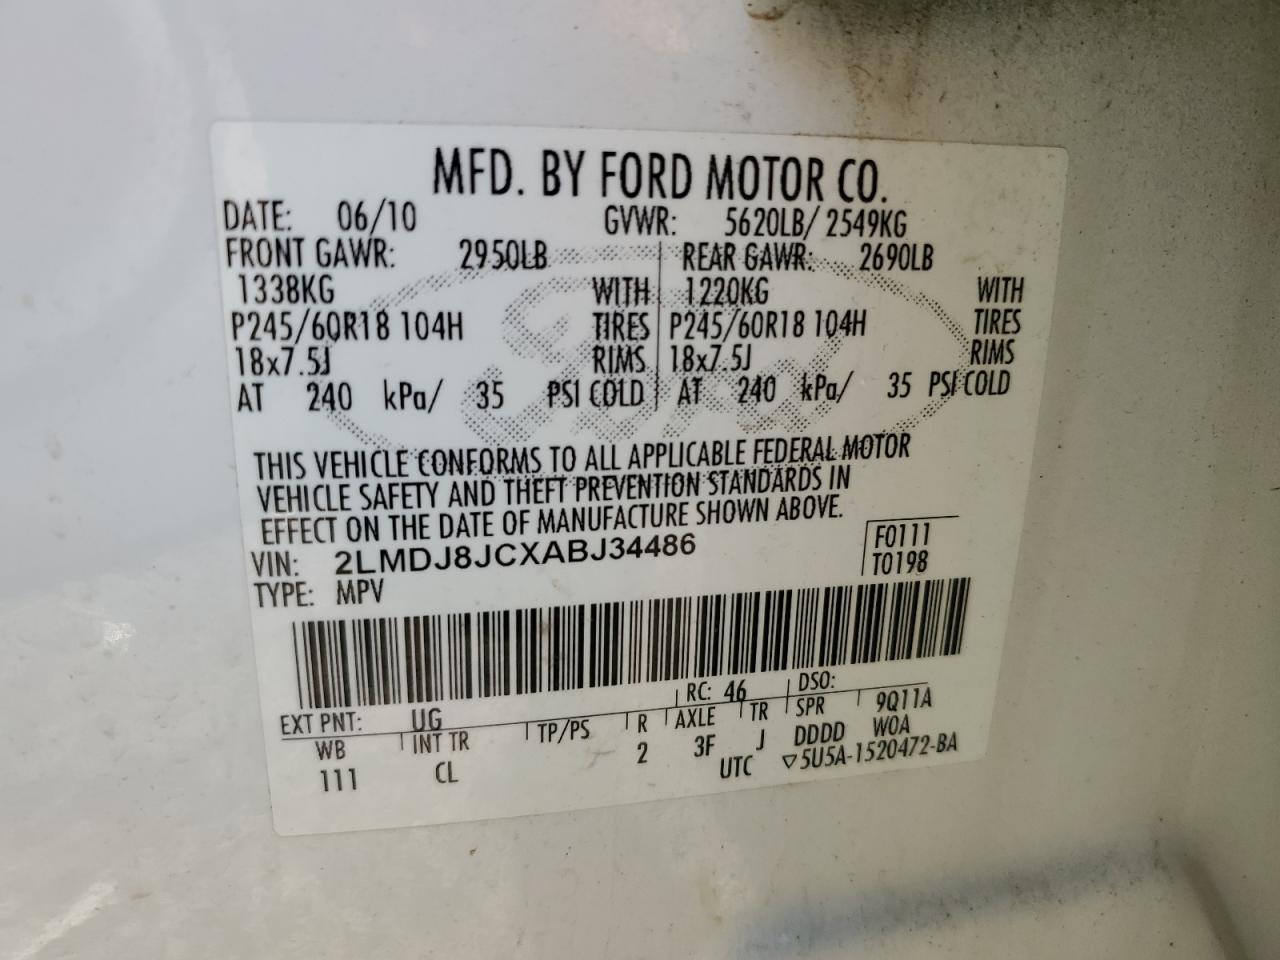 MFD. BY FORD MOTOR CO.
DATE: 06/10 GVWR: 5620LB/ 2549KG
FRONT GAWR: 2950LB REAR GAWR: 2690LB
1338KG WITH 1220KG WITH
P245/60R18 104H TIRES P245/60R18 104H TIRES
18x7.5J RIMS 18x7.5J RIMS
AT 240 kPa/ 35 PSI COLD AT 240 kPa/ 35 PSI COLD
Ford
THIS VEHICLE CONFORMS TO ALL APPLICABLE FEDERAL MOTOR
VEHICLE SAFETY AND THEFT PREVENTION STANDARDS IN
EFFECT ON THE DATE OF MANUFACTURE SHOWN ABOVE.
VIN: 2LMDJ8JCXABJ34486 F0111
TYPE: MPV T0198
EXT PNT: UG RC: 46 DSO:
WB INT TR TP/PS R AXLE TR SPR 9Q11A
111 CL 2 3F J DDDD W0A
UTC ▽5U5A-1520472-BA